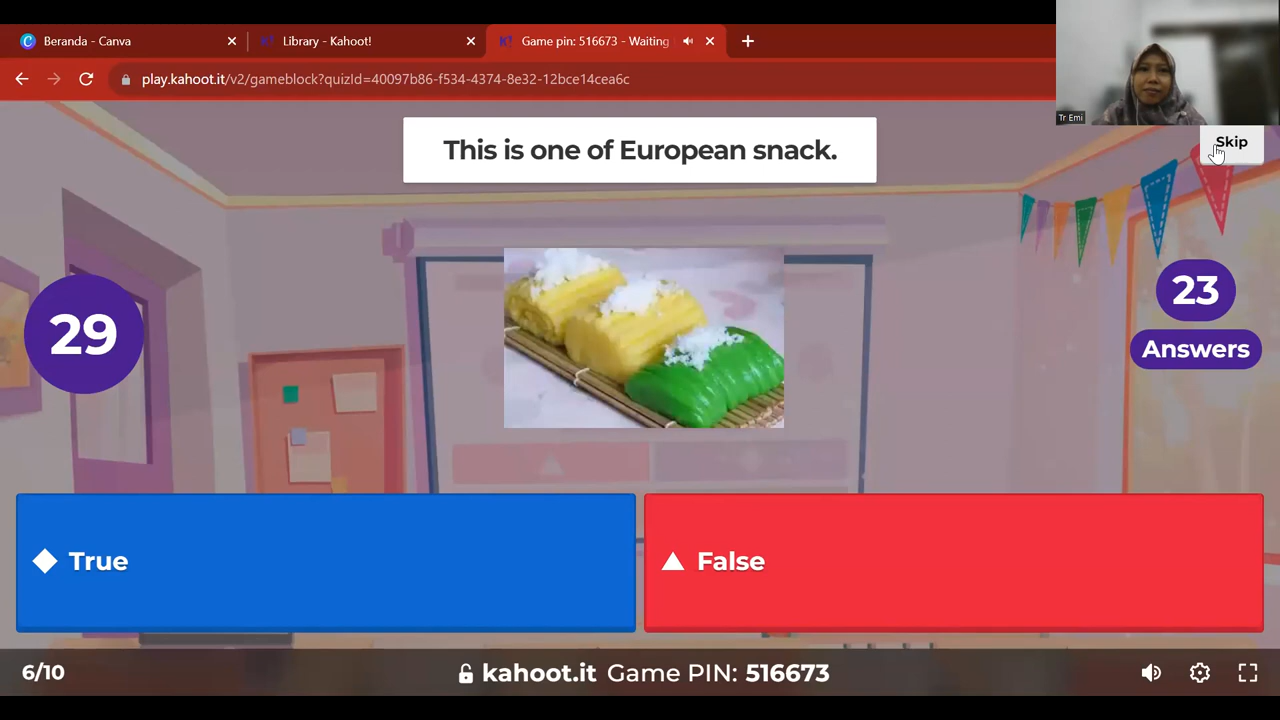 Beranda - Canva
Library - Kahoot!
Game pin: 516673 - Waiting
play.kahoot.it/v2/gameblock?quizId=40097b86-f534-4374-8e32-12bce14cea6c
Tr Emi
Skip
This is one of European snack.
29
23
Answers
True
False
6/10
kahoot.it Game PIN: 516673